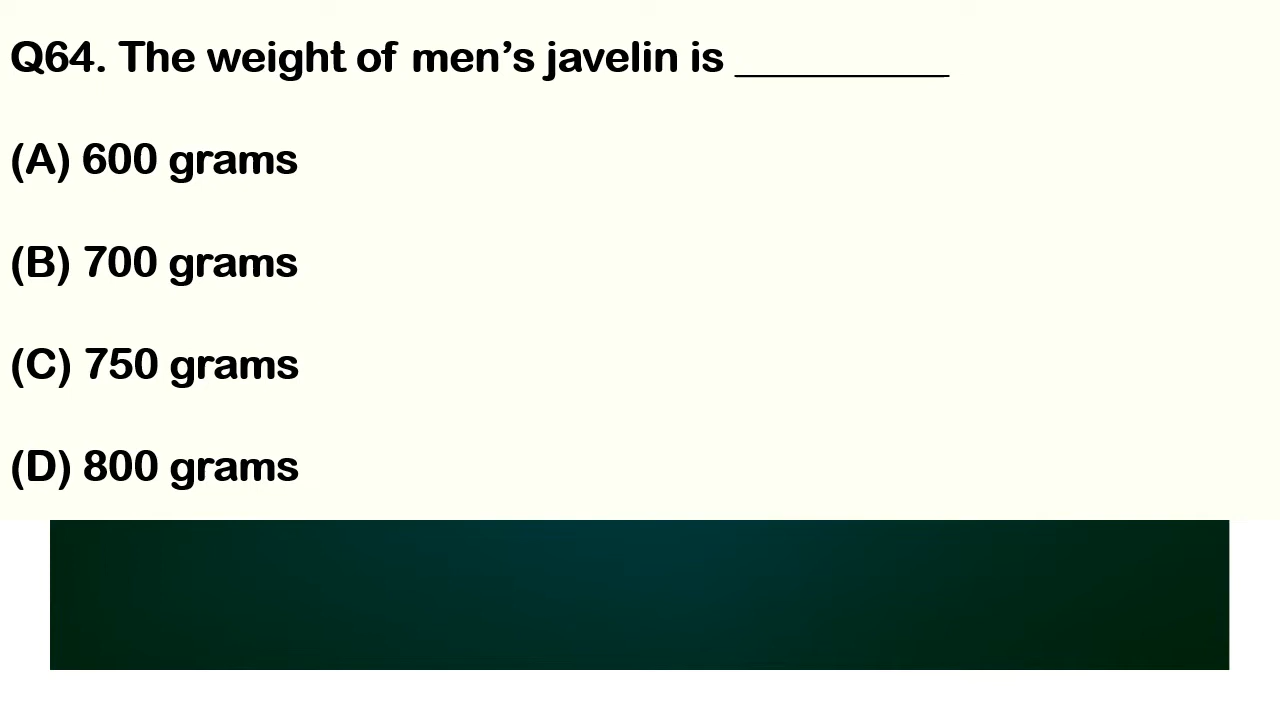 Q64. The weight of men’s javelin is __________
(A) 600 grams
(B) 700 grams
(C) 750 grams
(D) 800 grams